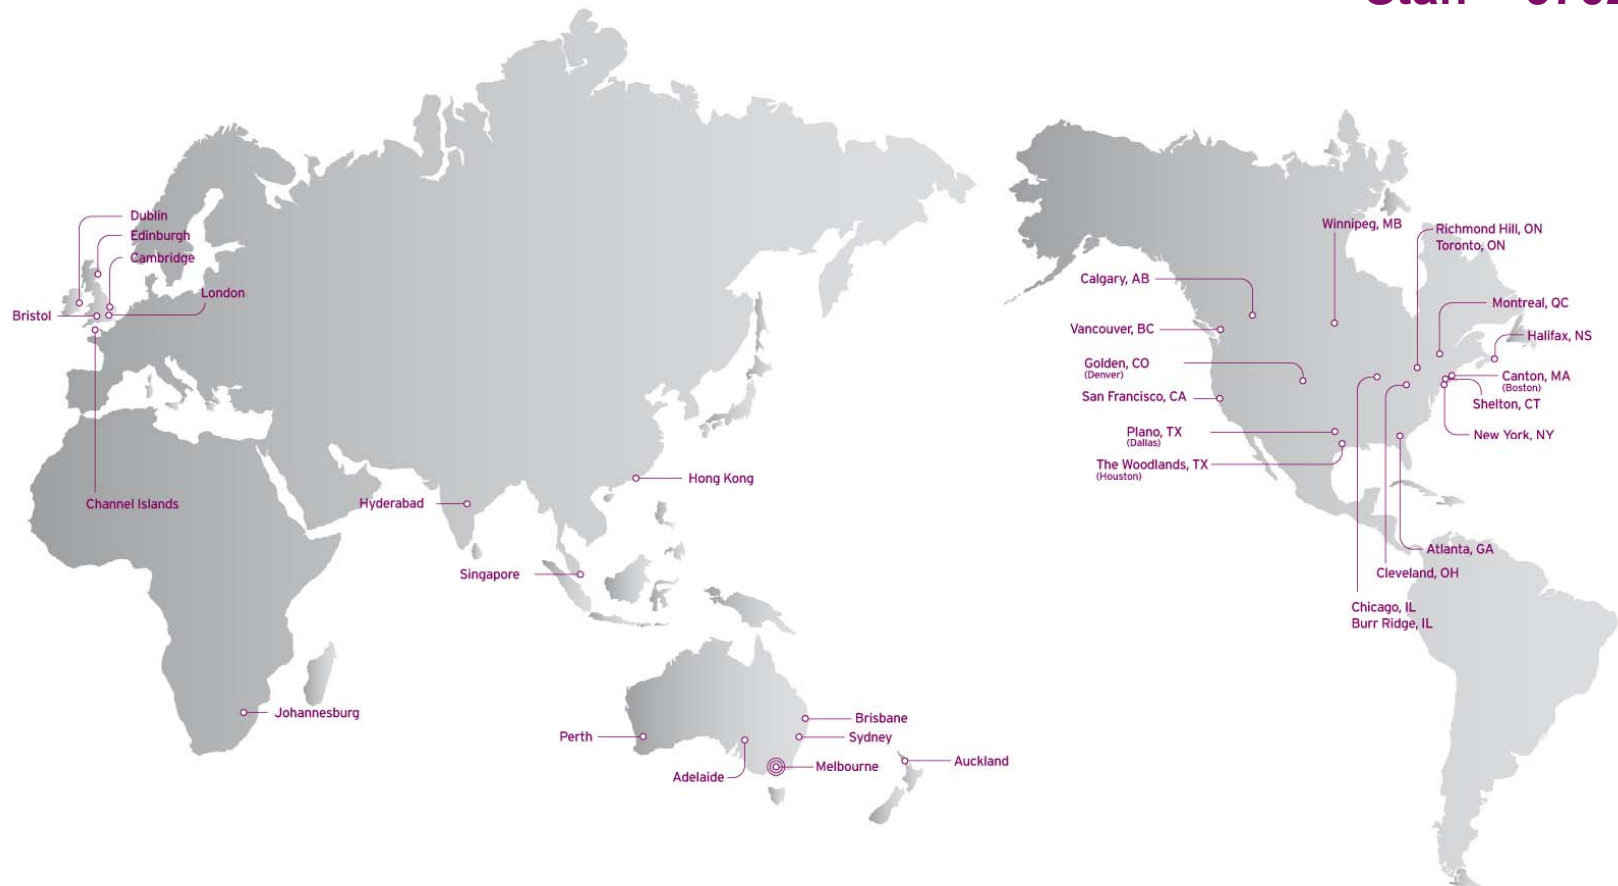 Dublin
Edinburgh
Cambridge
London
Bristol
Channel Islands
Hyderabad
Hong Kong
Singapore
Johannesburg
Perth
Adelaide
Brisbane
Sydney
Melbourne
Auckland
Winnipeg, MB
Richmond Hill, ON
Toronto, ON
Calgary, AB
Montreal, QC
Vancouver, BC
Halifax, NS
Golden, CO
(Denver)
Canton, MA
(Boston)
San Francisco, CA
Shelton, CT
Plano, TX
(Dallas)
New York, NY
The Woodlands, TX
(Houston)
Atlanta, GA
Cleveland, OH
Chicago, IL
Burr Ridge, IL